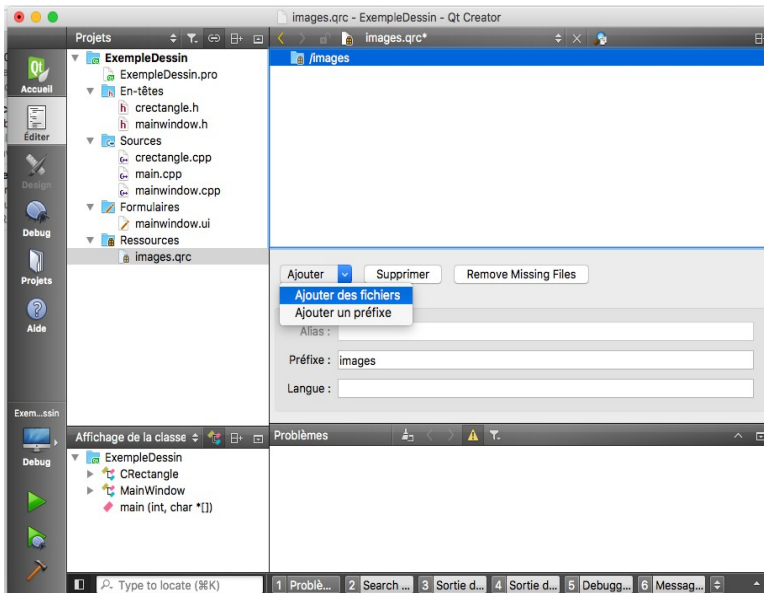 images.qrc - ExempleDessin - Qt Creator
Projets
images.qrc*
Accueil
Éditer
Design
Debug
Projets
Aide
Exem...ssin
Debug
ExempleDessin
ExempleDessin.pro
En-têtes
crectangle.h
mainwindow.h
Sources
crectangle.cpp
main.cpp
mainwindow.cpp
Formulaires
mainwindow.ui
Ressources
images.qrc
/images
Ajouter Supprimer Remove Missing Files
Ajouter des fichiers
Ajouter un préfixe
Alias :
Préfixe : images
Langue :
Affichage de la classe
ExempleDessin
CRectangle
MainWindow
main (int, char *[])
Problèmes
Type to locate (⌘K)
1 Problè... 2 Search ... 3 Sortie d... 4 Sortie d... 5 Debugg... 6 Messag...